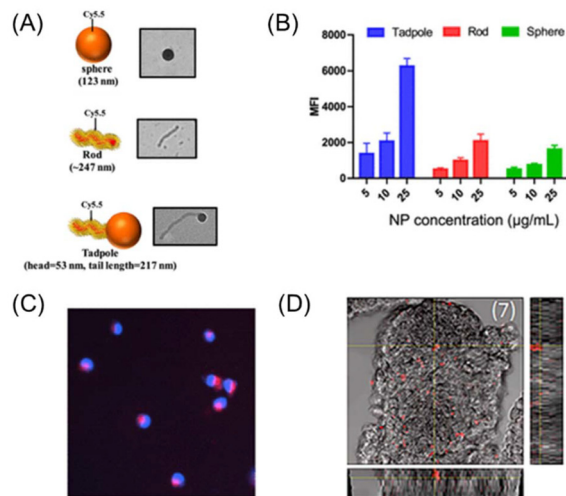 (A)
Cy5.5
sphere
(123 nm)
Cy5.5
Rod
(~247 nm)
Cy5.5
Tadpole
(head=53 nm, tail length=217 nm)
(B)
Tadpole Rod Sphere
8000
6000
4000
2000
0
MFI
5 10 25 5 10 25 5 10 25
NP concentration (µg/mL)
(C)
(D)
(7)